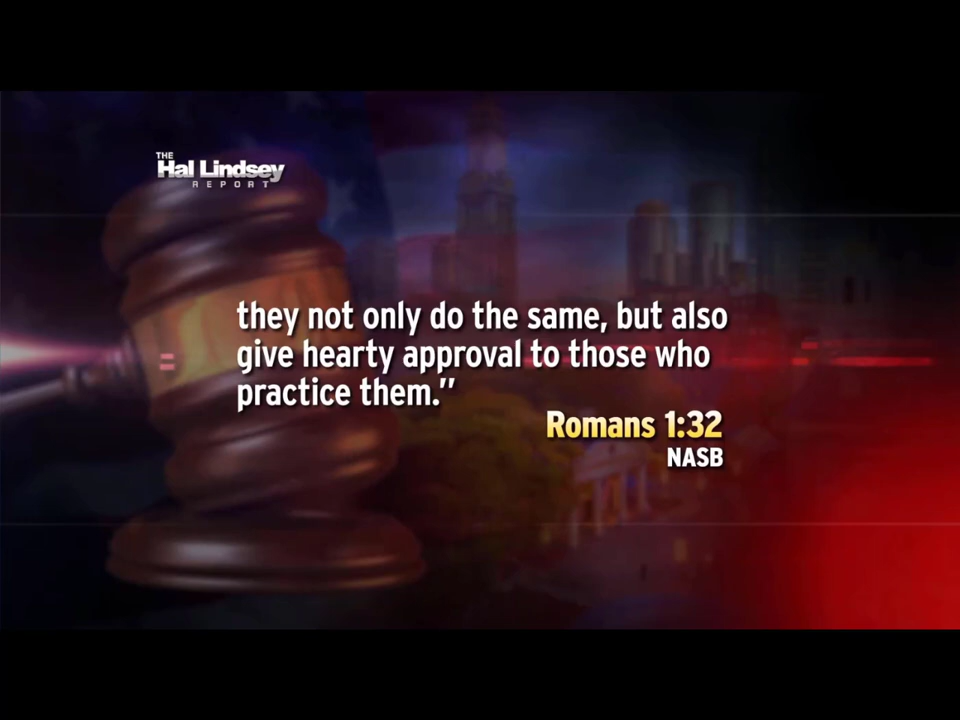 THE
Hal Lindsey
REPORT
they not only do the same, but also
give hearty approval to those who
practice them.”
Romans 1:32
NASB